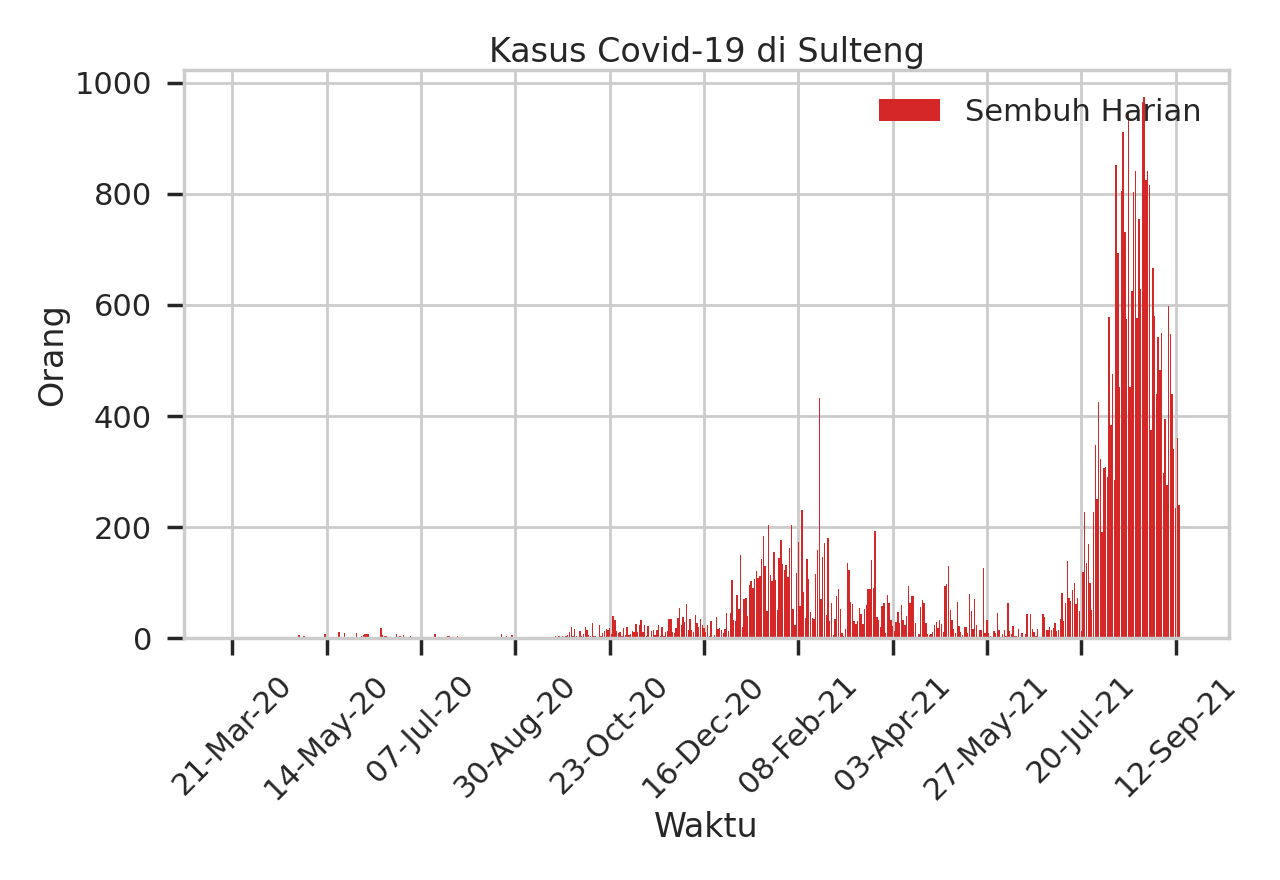 Kasus Covid-19 di Sulteng
Sembuh Harian
Orang
1000
800
600
400
200
0
21-Mar-20
14-May-20
07-Jul-20
30-Aug-20
23-Oct-20
16-Dec-20
08-Feb-21
03-Apr-21
27-May-21
20-Jul-21
12-Sep-21
Waktu